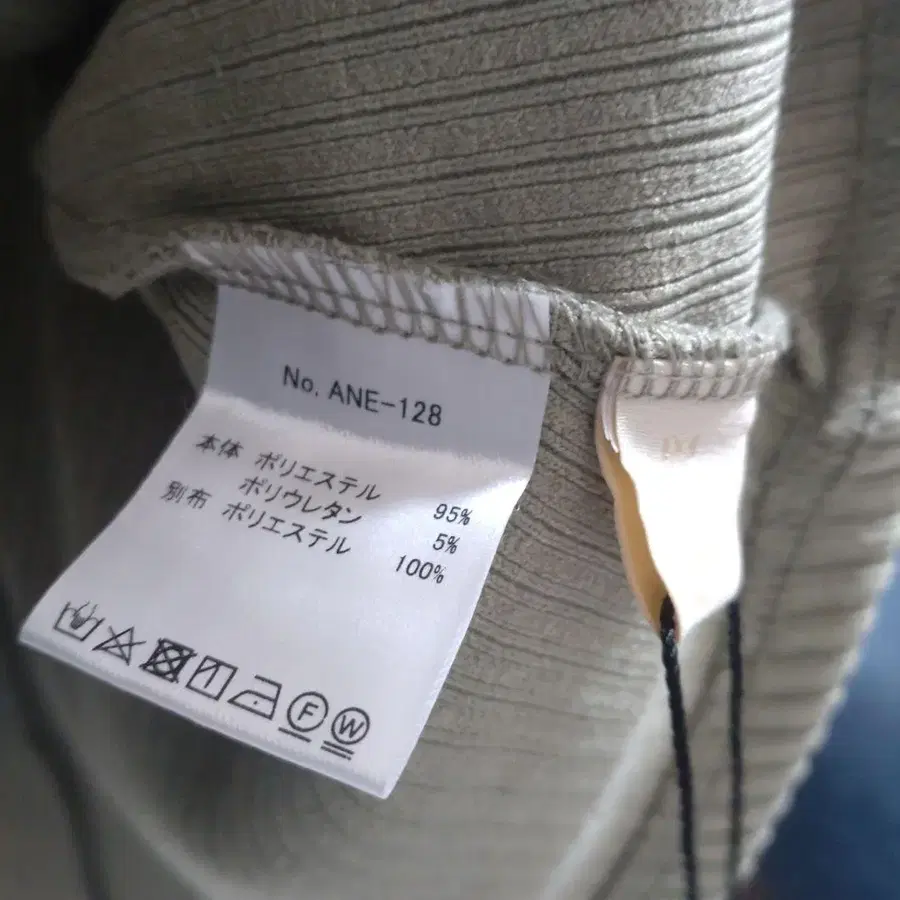 No. ANE-128
本体 ポリエステル 95%
ポリウレタン 5%
別布 ポリエステル 100%
F W